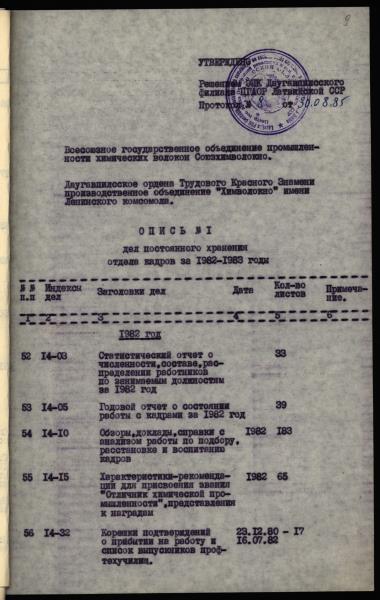 9
УТВЕРЖДЕНО
Решением ЭПК Даугавпилсского
филиала ЦГАОР Латвийской ССР
Протокол № 8 от 30.08.85
Всесоюзное государственное объединение промышлен-
ности химических волокон Союзхимволокно.
Даугавпилсское ордена Трудового Красного Знамени
производственное объединение "Химволокно" имени
Ленинского комсомола.
ОПИСЬ №I
дел постоянного хранения
отдела кадров за 1982-1983 годы
№ № п.п Индексы дел Заголовки дел Дата Кол-во листов Примеча- ние.
1 2 3 4 5 6
1982 год
52 I4-03 Статистический отчет о 33
численности,составе,рас-
пределении работников
по занимаемым должностям
за 1982 год
53 I4-05 Годовой отчет о состоянии 39
работы с кадрами за 1982 год
54 I4-10 Обзоры,доклады,справки с 1982 183
анализом работы по подбору,
расстановке и воспитанию
кадров
55 I4-15 Характеристики-рекоменда- 1982 65
ции для присвоения звания
"Отличник химической про-
мышленности",представления
к наградам
56 I4-32 Корешки подтверждений 23.12.80 - 17
о прибытии на работу и 16.07.82
список выпускников проф-
техучилищ.